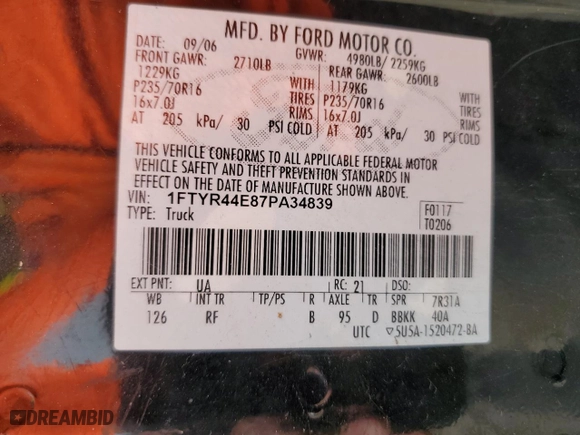 MFD. BY FORD MOTOR CO.
DATE: 09/06 GVWR: 4980LB/ 2259KG
FRONT GAWR: 2710LB REAR GAWR: 2600LB
1229KG WITH 1179KG WITH
P235/70R16 TIRES P235/70R16 TIRES
16x7.0J RIMS 16x7.0J RIMS
AT 205 kPa/ 30 PSI COLD AT 205 kPa/ 30 PSI COLD
THIS VEHICLE CONFORMS TO ALL APPLICABLE FEDERAL MOTOR
VEHICLE SAFETY AND THEFT PREVENTION STANDARDS IN
EFFECT ON THE DATE OF MANUFACTURE SHOWN ABOVE.
VIN: 1FTYR44E87PA34839
TYPE: Truck
F0117
T0206
EXT PNT: UA RC: 21 DSO:
WB INT TR TP/PS R AXLE TR SPR 7R31A
126 RF B 95 D BBKK 40A
UTC ▽5U5A-1520472-BA
DREAMBID